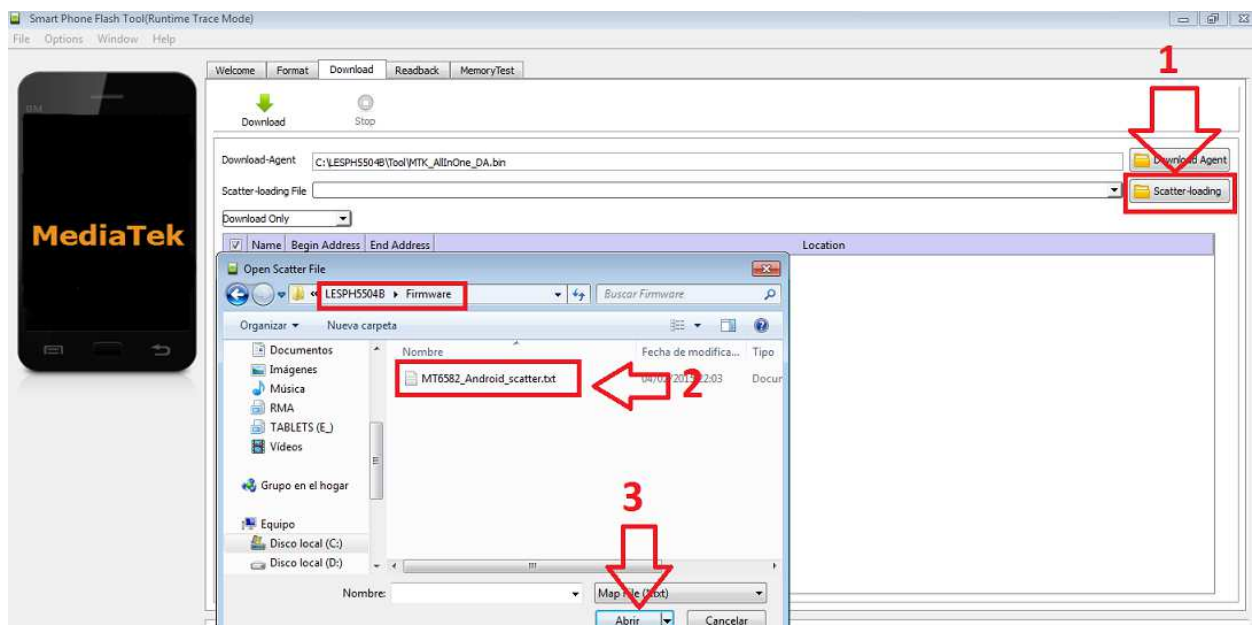 Smart Phone Flash Tool(Runtime Trace Mode)
File Options Window Help
1
Welcome Format Download Readback MemoryTest
BM
Download Stop
Download-Agent C:\LESPH5504B\Tool\MTK_AllInOne_DA.bin Download Agent
Scatter-loading File Scatter-loading
Download Only
MediaTek
Name Begin Address End Address Location
Open Scatter File
« LESPH5504B Firmware Buscar Firmware
Organizar Nueva carpeta
Documentos Nombre Fecha de modifica... Tipo
Imágenes MT6582_Android_scatter.txt Docur
2
Música
RMA
TABLETS (E_)
Vídeos
Grupo en el hogar
3
Equipo
Disco local (C:)
Disco local (D:)
Nombre: Map File
Abrir Cancelar